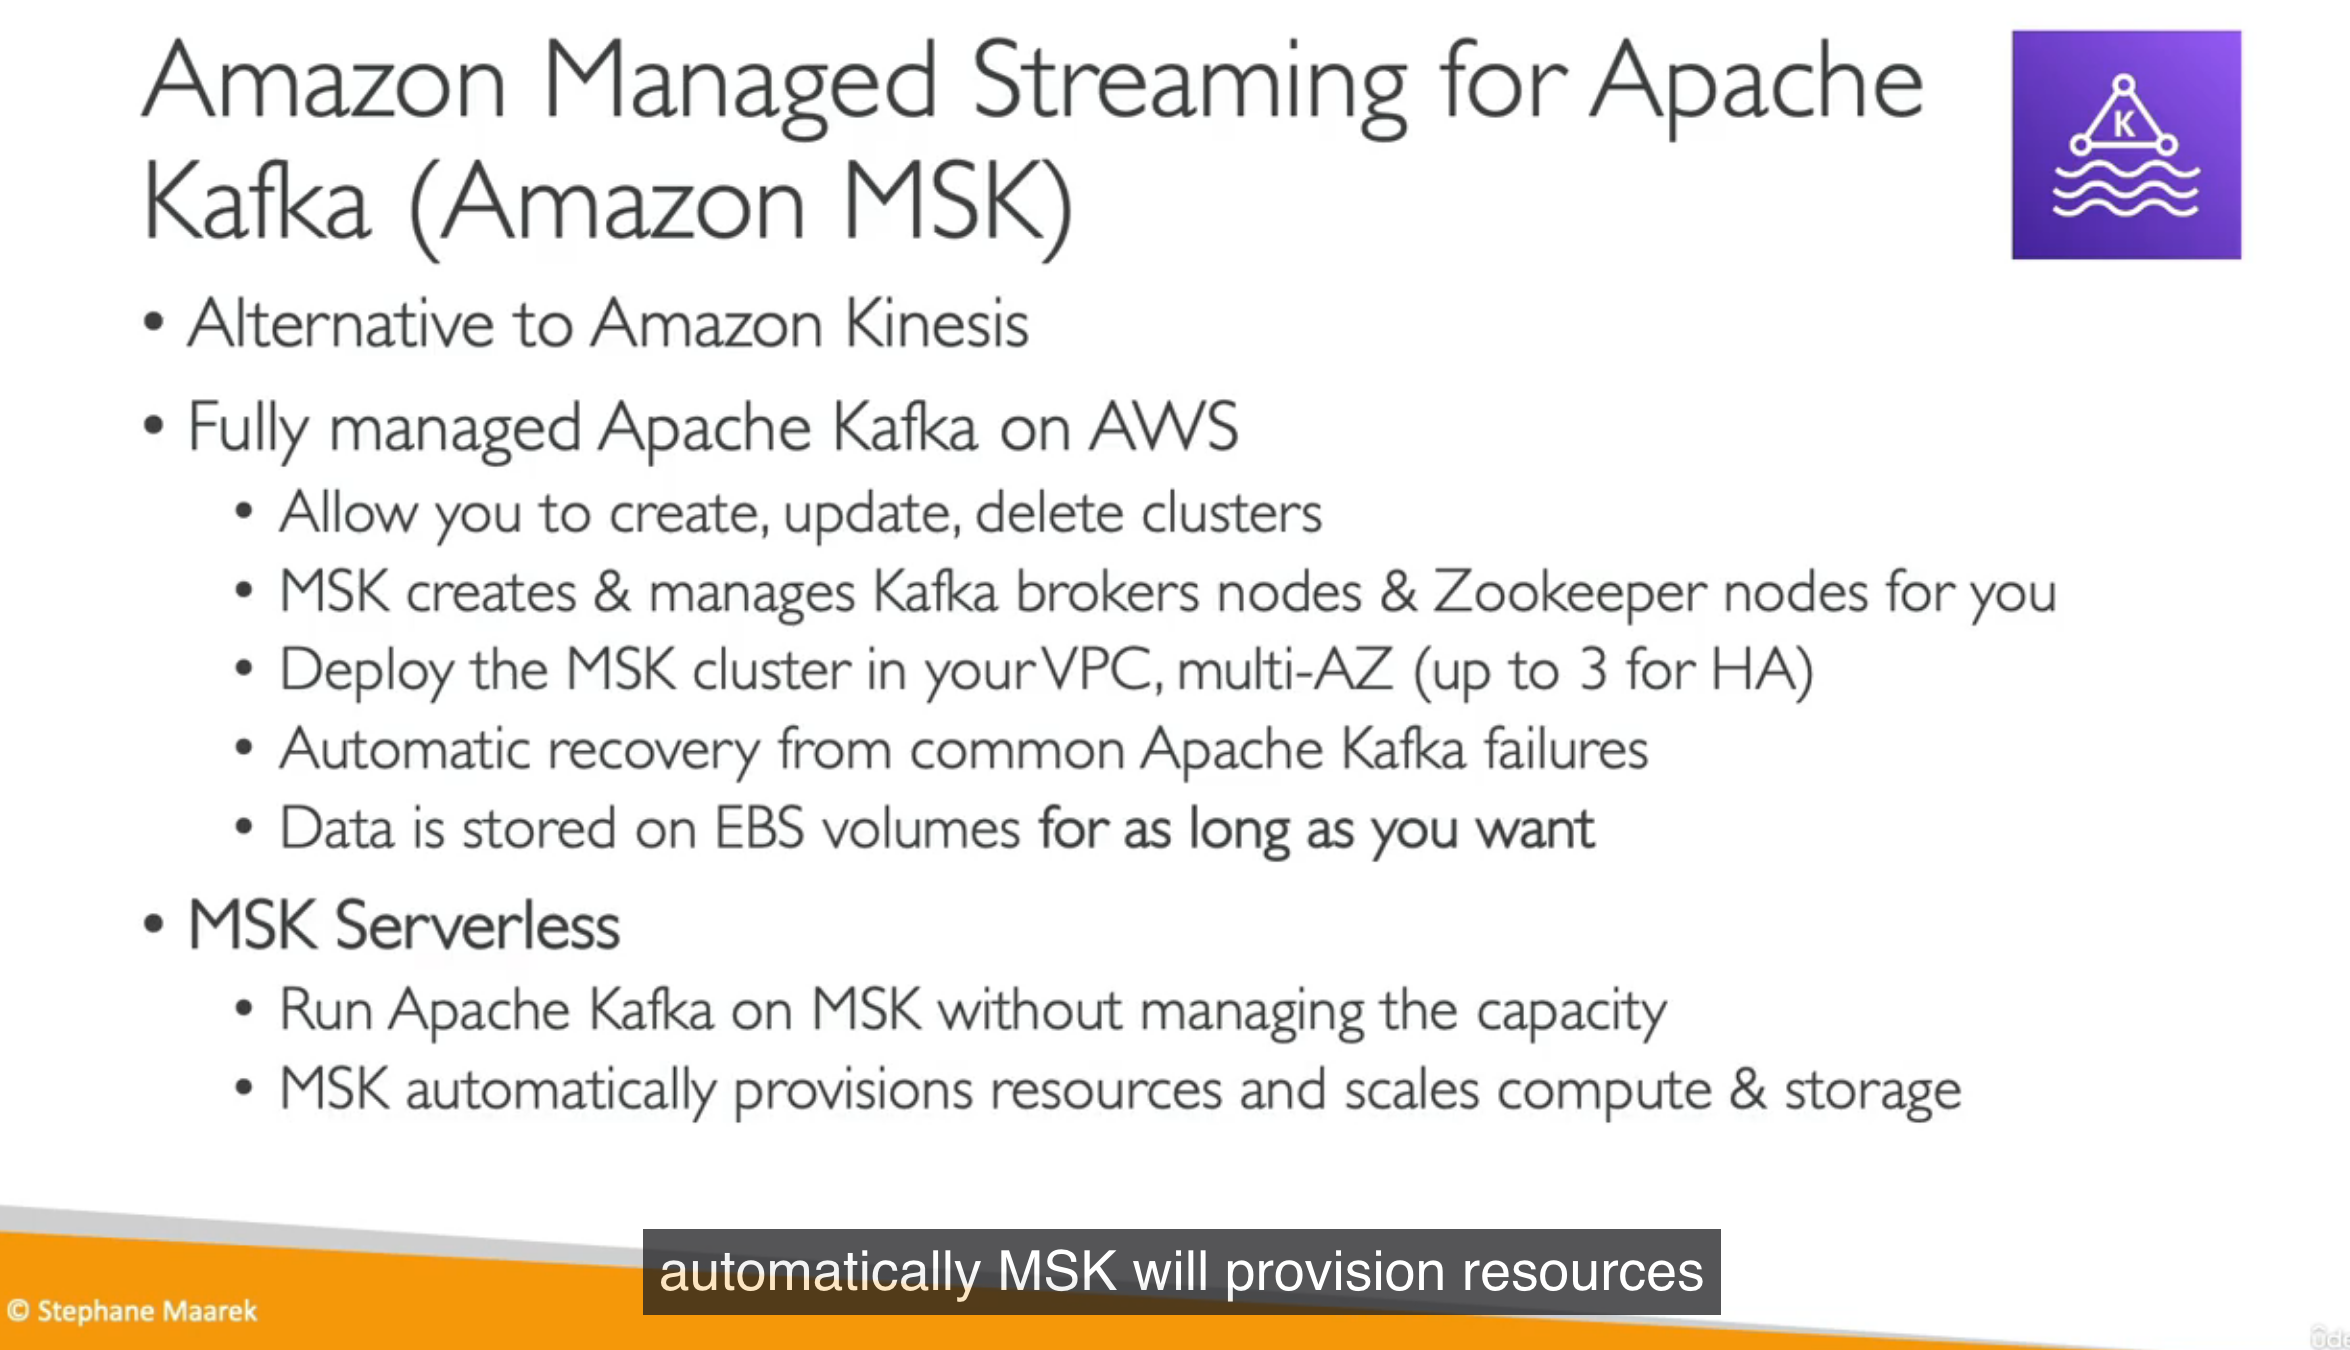 Amazon Managed Streaming for Apache
Kafka (Amazon MSK)
K
• Alternative to Amazon Kinesis
• Fully managed Apache Kafka on AWS
• Allow you to create, update, delete clusters
• MSK creates & manages Kafka brokers nodes & Zookeeper nodes for you
• Deploy the MSK cluster in your VPC, multi-AZ (up to 3 for HA)
• Automatic recovery from common Apache Kafka failures
• Data is stored on EBS volumes for as long as you want
• MSK Serverless
• Run Apache Kafka on MSK without managing the capacity
• MSK automatically provisions resources and scales compute & storage
automatically MSK will provision resources
© Stephane Maarek